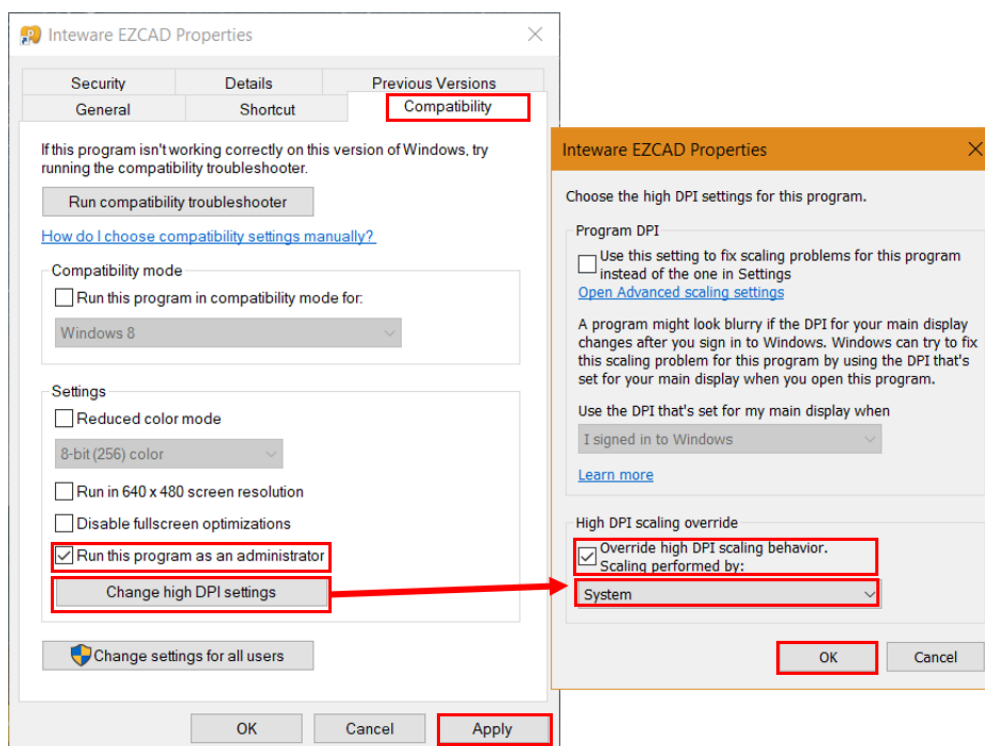 Inteware EZCAD Properties
Security Details Previous Versions
General Shortcut Compatibility
If this program isn't working correctly on this version of Windows, try
running the compatibility troubleshooter.
Run compatibility troubleshooter
How do I choose compatibility settings manually?
Compatibility mode
Run this program in compatibility mode for:
Windows 8
Settings
Reduced color mode
8-bit (256) color
Run in 640 x 480 screen resolution
Disable fullscreen optimizations
Run this program as an administrator
Change high DPI settings
Change settings for all users
OK Cancel Apply
Inteware EZCAD Properties
Choose the high DPI settings for this program.
Program DPI
Use this setting to fix scaling problems for this program
instead of the one in Settings
Open Advanced scaling settings
A program might look blurry if the DPI for your main display
changes after you sign in to Windows. Windows can try to fix
this scaling problem for this program by using the DPI that's
set for your main display when you open this program.
Use the DPI that's set for my main display when
I signed in to Windows
Learn more
High DPI scaling override
Override high DPI scaling behavior.
Scaling performed by:
System
OK Cancel